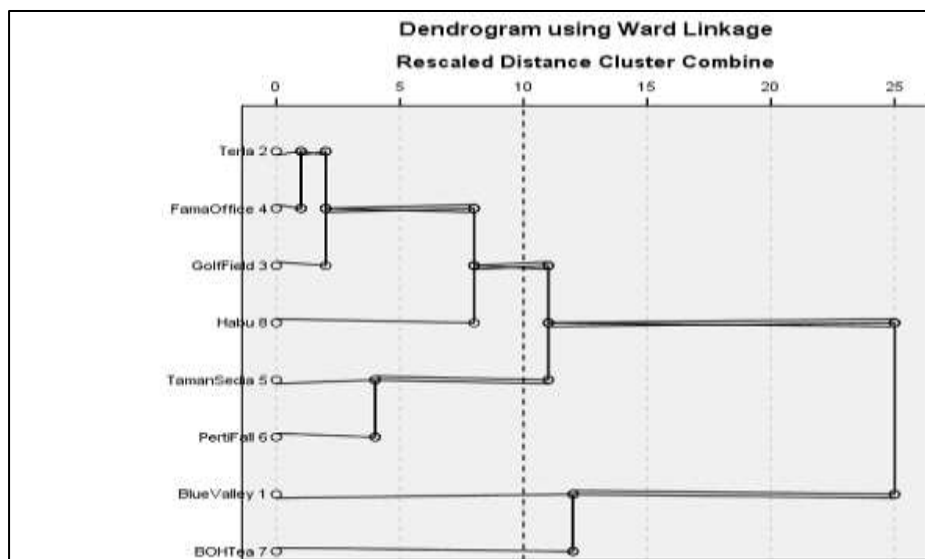 Dendrogram using Ward Linkage
Rescaled Distance Cluster Combine
0 5 10 15 20 25
Terla 2
FamaOffice 4
GolfField 3
Habu 8
TamanSedia 5
PertiFall 6
BlueValley 1
BOHTea 7